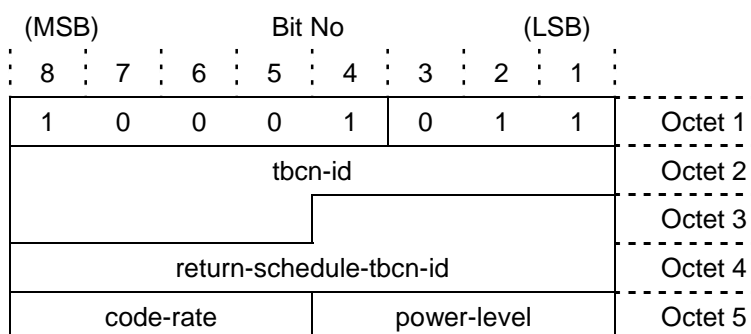 (MSB) Bit No (LSB)
8 7 6 5 4 3 2 1
1 0 0 0 1 0 1 1 Octet 1
tbcn-id Octet 2
Octet 3
return-schedule-tbcn-id Octet 4
code-rate power-level Octet 5